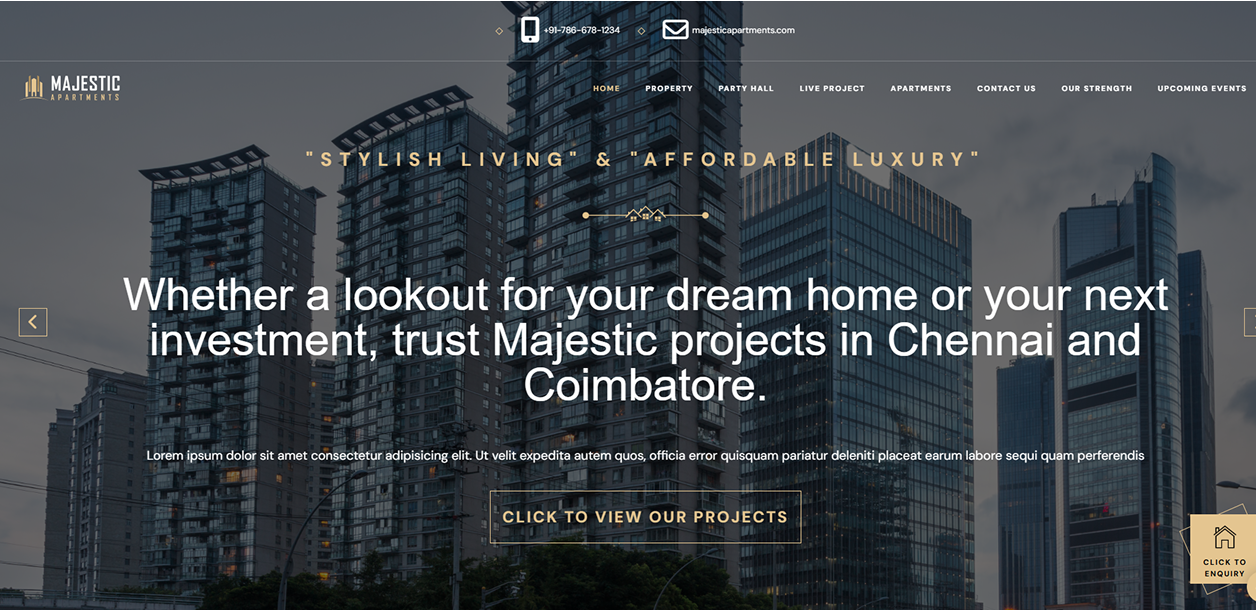 +91-786-678-1234 majesticapartments.com
MAJESTIC
APARTMENTS
HOME PROPERTY PARTY HALL LIVE PROJECT APARTMENTS CONTACT US OUR STRENGTH UPCOMING EVENTS
"STYLISH LIVING" & "AFFORDABLE LUXURY"
Whether a lookout for your dream home or your next
investment, trust Majestic projects in Chennai and
Coimbatore.
Lorem ipsum dolor sit amet consectetur adipisicing elit. Ut velit expedita autem quos, officia error quisquam pariatur deleniti placeat earum labore sequi quam perferendis
CLICK TO VIEW OUR PROJECTS
CLICK TO
ENQUIRY